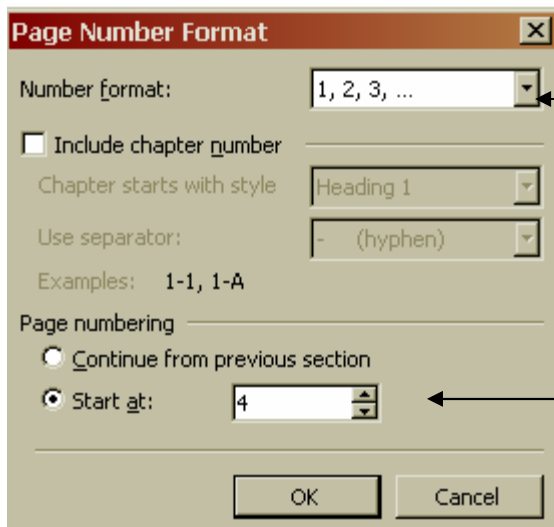 Page Number Format
Number format: 1, 2, 3, ...
Include chapter number
Chapter starts with style Heading 1
Use separator: - (hyphen)
Examples: 1-1, 1-A
Page numbering
Continue from previous section
Start at: 4
OK Cancel